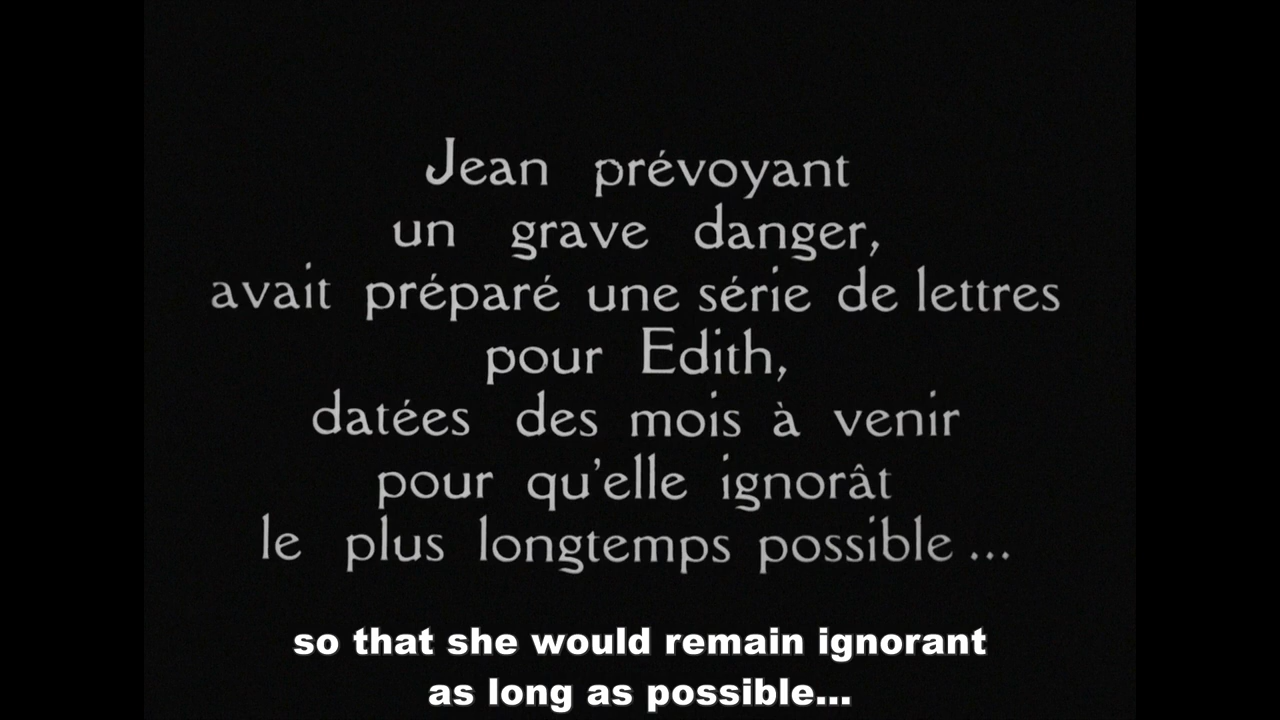 Jean prévoyant
un grave danger,
avait préparé une série de lettres
pour Edith,
datées des mois à venir
pour qu'elle ignorât
le plus longtemps possible...
so that she would remain ignorant
as long as possible...